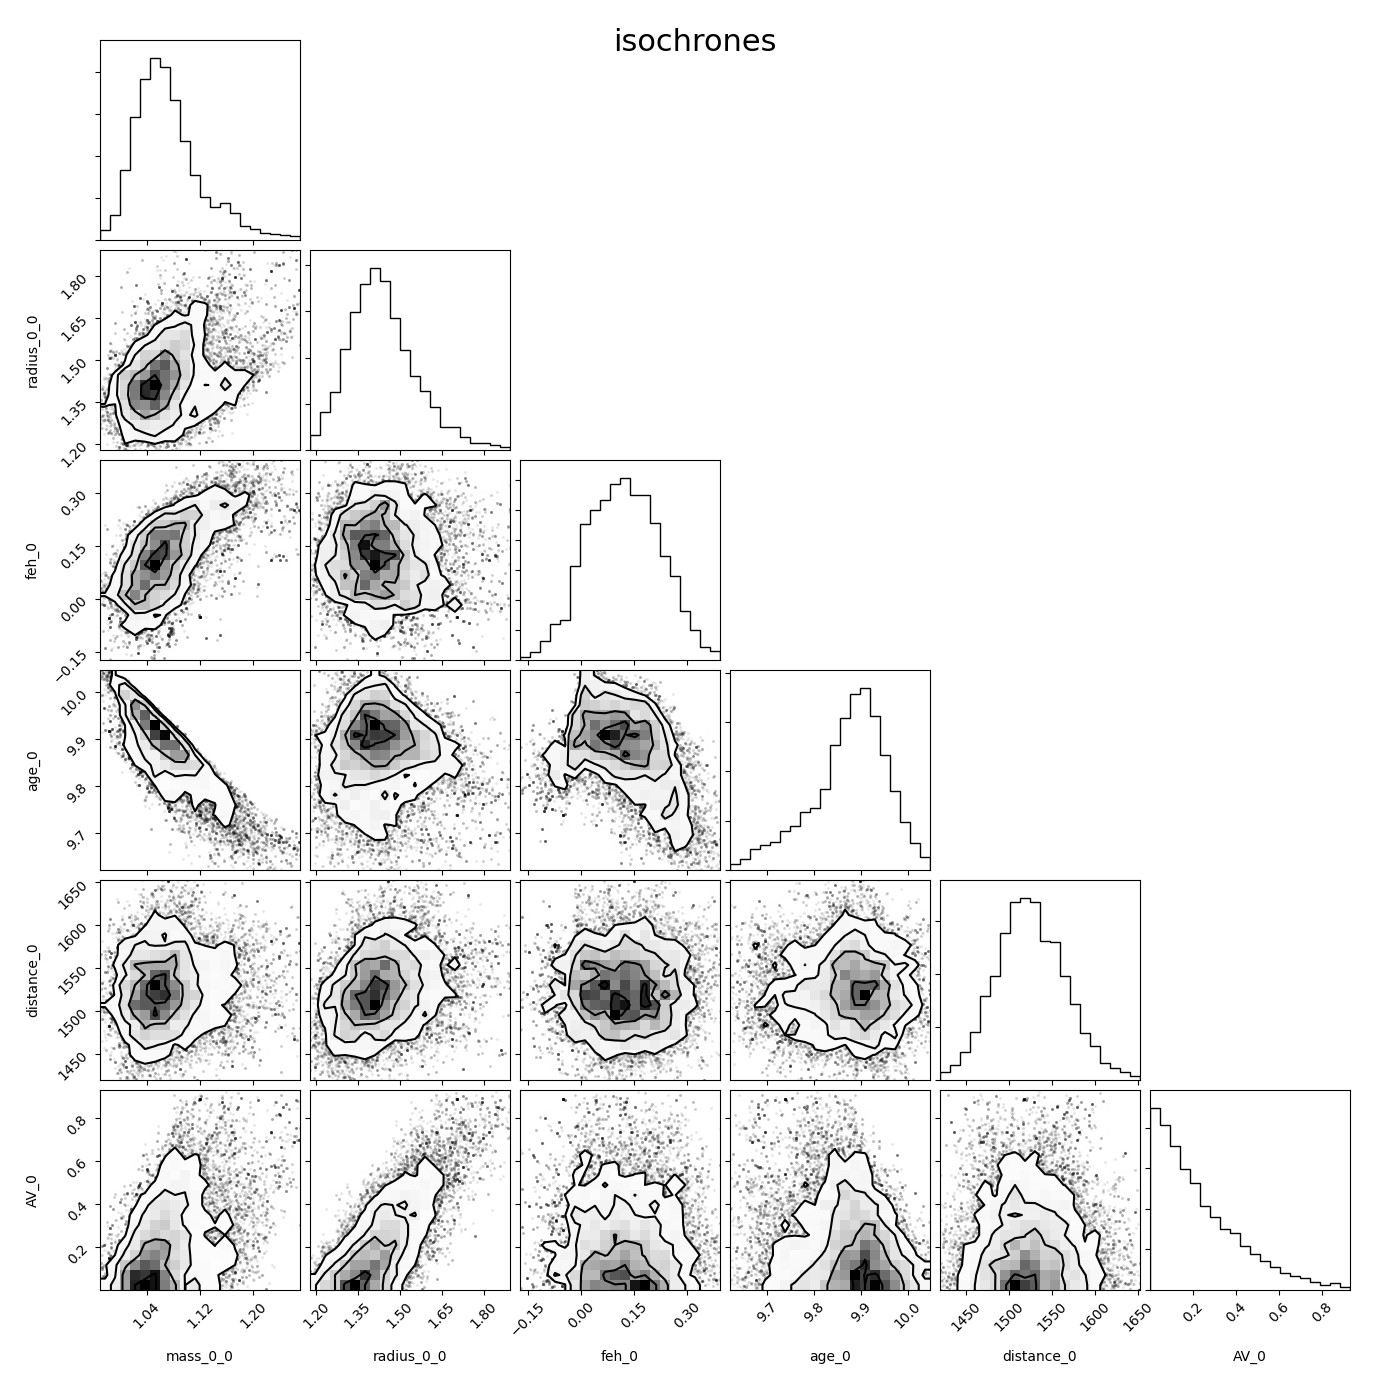 isochrones
radius_0_0
1.80
1.65
1.50
1.35
1.20
feh_0
0.30
0.15
0.00
−0.15
age_0
10.0
9.9
9.8
9.7
distance_0
1650
1600
1550
1500
1450
AV_0
0.8
0.6
0.4
0.2
1.04 1.12 1.20 1.20 1.35 1.50 1.65 1.80 −0.15 0.00 0.15 0.30 9.7 9.8 9.9 10.0 1450 1500 1550 1600 1650 0.2 0.4 0.6 0.8
mass_0_0 radius_0_0 feh_0 age_0 distance_0 AV_0